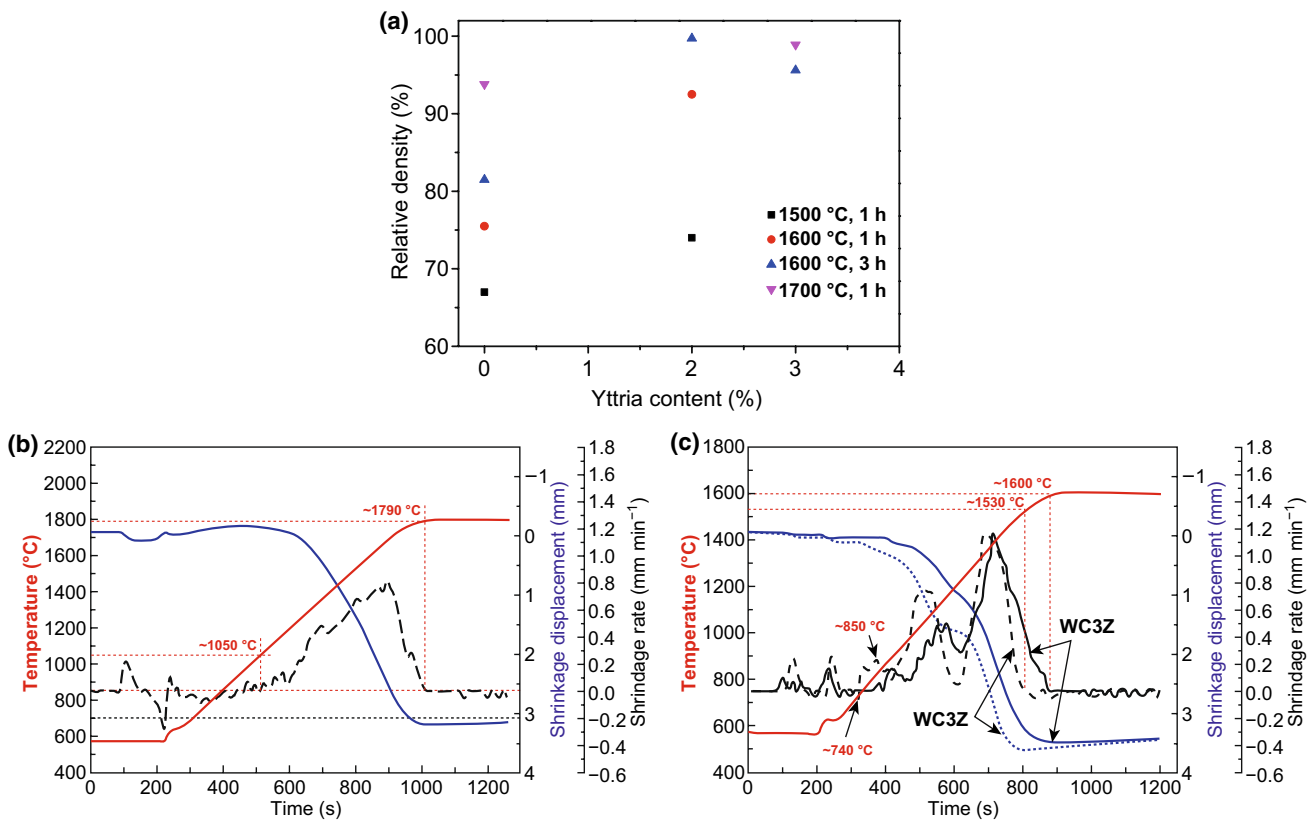 (a)
100
90
80
70
60
Relative density (%)
0 1 2 3 4
Yttria content (%)
1500 °C, 1 h
1600 °C, 1 h
1600 °C, 3 h
1700 °C, 1 h
(b)
2200
2000
1800
1600
1400
1200
1000
800
600
400
Temperature (°C)
~1790 °C
~1050 °C
0 200 400 600 800 1000 1200
Time (s)
−1
0
1
2
3
4
Shrinkage displacement (mm)
1.8
1.6
1.4
1.2
1.0
0.8
0.6
0.4
0.2
0.0
−0.2
−0.4
−0.6
Shrindage rate (mm min−1)
(c)
1800
1600
1400
1200
1000
800
600
400
Temperature (°C)
~1600 °C
~1530 °C
~850 °C
~740 °C
WC3Z
WC3Z
0 200 400 600 800 1000 1200
Time (s)
−1
0
1
2
3
4
Shrinkage displacement (mm)
1.8
1.6
1.4
1.2
1.0
0.8
0.6
0.4
0.2
0.0
−0.2
−0.4
−0.6
Shrindage rate (mm min−1)